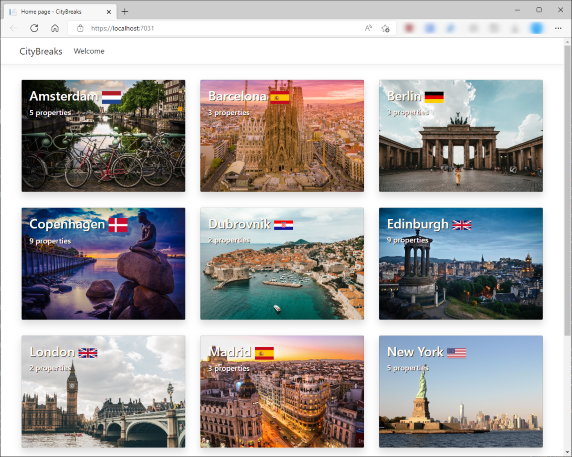 Home page - CityBreaks
https://localhost:7031
CityBreaks Welcome
Amsterdam
5 properties
Barcelona
3 properties
Berlin
3 properties
Copenhagen
9 properties
Dubrovnik
2 properties
Edinburgh
9 properties
London
2 properties
Madrid
3 properties
New York
5 properties